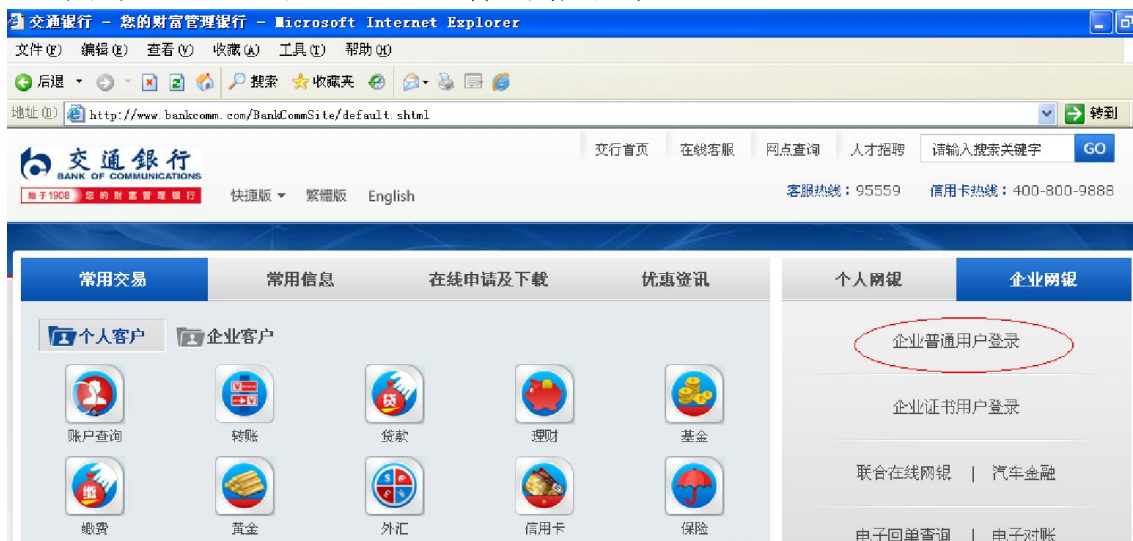 交通银行 - 您的财富管理银行 - Microsoft Internet Explorer
文件(F) 编辑(E) 查看(V) 收藏(A) 工具(T) 帮助(H)
后退 搜索 收藏夹
地址(D) http://www.bankcomm.com/BankCommSite/default.shtml 转到
交行首页 在线客服 网点查询 人才招聘 请输入搜索关键字 GO
交通银行
BANK OF COMMUNICATIONS
始于1908 您的财富管理银行
快捷版 繁體版 English
客服热线：95559 信用卡热线：400-800-9888
常用交易 常用信息 在线申请及下载 优惠资讯 个人网银 企业网银
个人客户 企业客户
企业普通用户登录
账户查询 转账 贷款 理财 基金
企业证书用户登录
联合在线网银 | 汽车金融
缴费 黄金 外汇 信用卡 保险
电子回单查询 | 电子对账